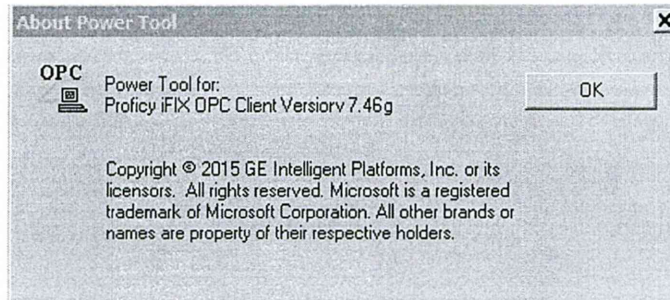 About Power Tool
OPC
Power Tool for:
Proficy iFIX OPC Client Versiorv 7.46g
OK
Copyright © 2015 GE Intelligent Platforms, Inc. or its
licensors. All rights reserved. Microsoft is a registered
trademark of Microsoft Corporation. All other brands or
names are property of their respective holders.